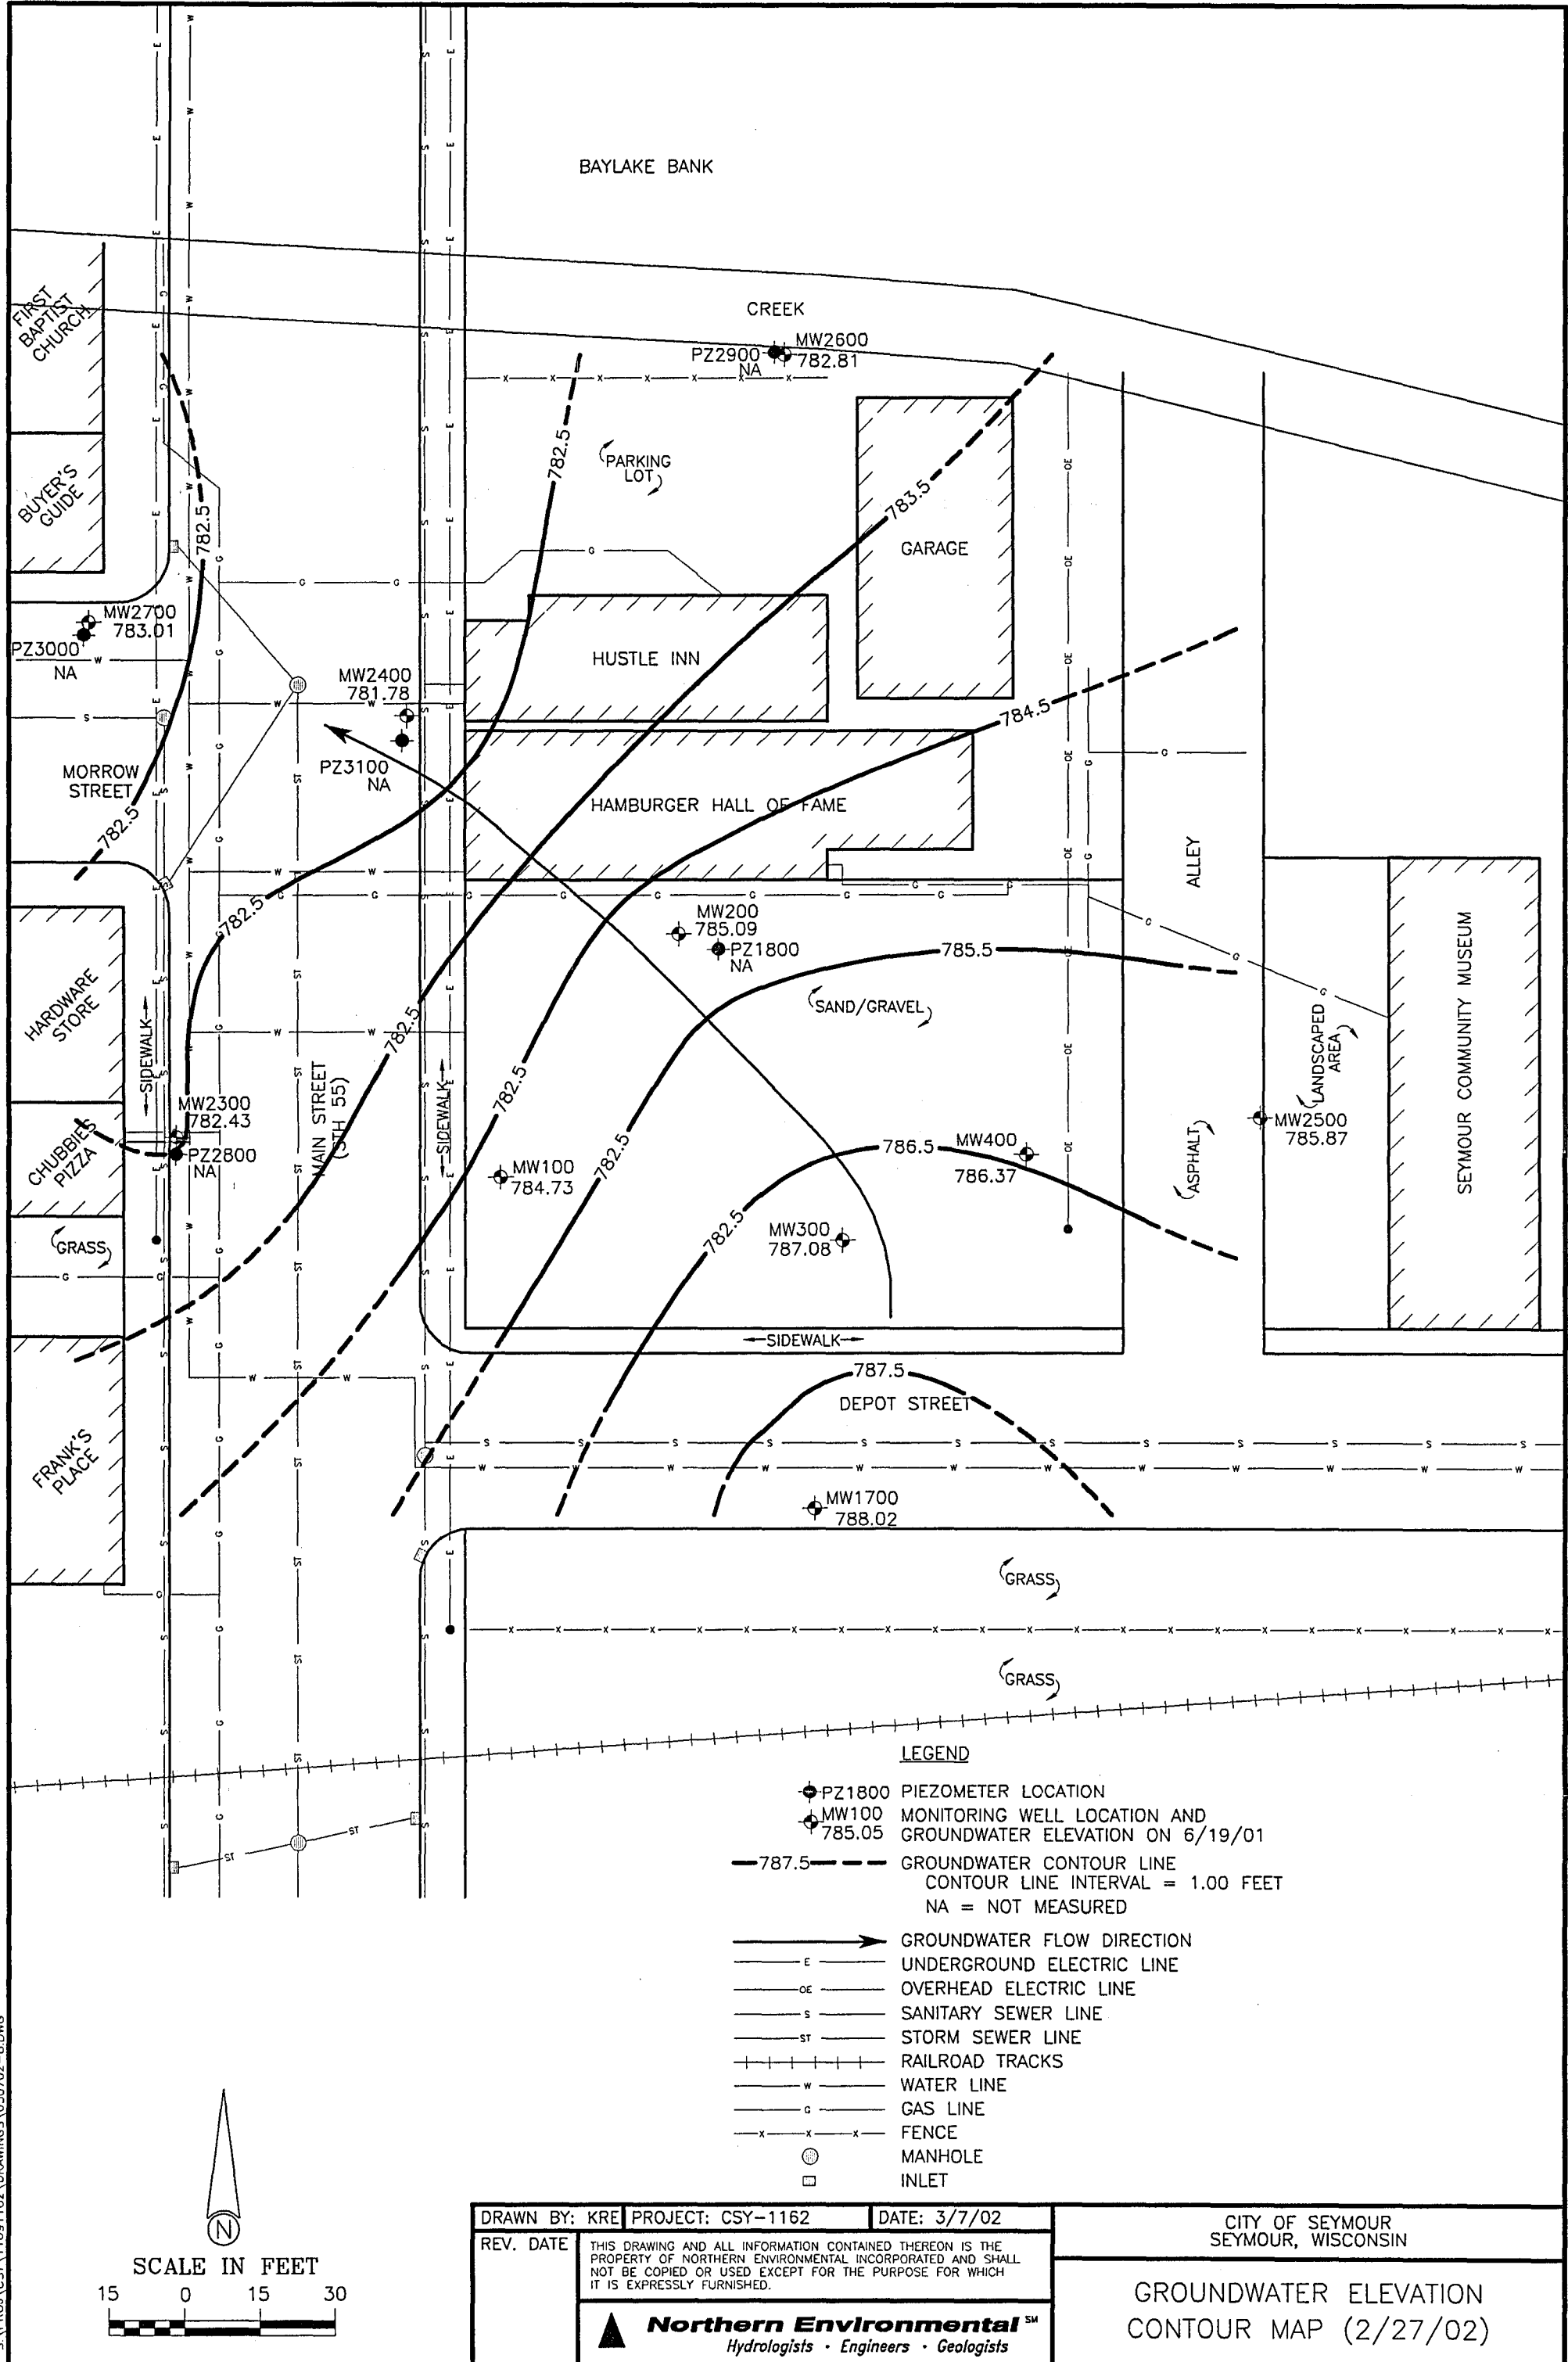 BAYLAKE BANK
CREEK
FIRST
BAPTIST
CHURCH
MW2600
782.81
PZ2900
NA
782.5
PARKING
LOT
783.5
BUYER'S
GUIDE
782.5
GARAGE
MW2700
783.01
PZ3000
NA
HUSTLE INN
MW2400
781.78
PZ3100
NA
784.5
MORROW
STREET
782.5
HAMBURGER HALL OF FAME
ALLEY
782.5
MW200
785.09
PZ1800
NA
785.5
SAND/GRAVEL
HARDWARE
STORE
SIDEWALK
782.5
MAIN STREET
(STH 55)
SIDEWALK
782.5
LANDSCAPED
AREA
SEYMOUR COMMUNITY MUSEUM
MW2300
782.43
PZ2800
NA
CHUBBIES
PIZZA
MW100
784.73
782.5
786.5
MW400
786.37
ASPHALT
MW2500
785.87
782.5
MW300
787.08
GRASS
SIDEWALK
787.5
DEPOT STREET
FRANK'S
PLACE
MW1700
788.02
GRASS
GRASS
LEGEND
PZ1800 PIEZOMETER LOCATION
MW100 MONITORING WELL LOCATION AND
785.05 GROUNDWATER ELEVATION ON 6/19/01
787.5 GROUNDWATER CONTOUR LINE
CONTOUR LINE INTERVAL = 1.00 FEET
NA = NOT MEASURED
GROUNDWATER FLOW DIRECTION
E UNDERGROUND ELECTRIC LINE
OE OVERHEAD ELECTRIC LINE
S SANITARY SEWER LINE
ST STORM SEWER LINE
RAILROAD TRACKS
W WATER LINE
G GAS LINE
X X X FENCE
MANHOLE
INLET
N
SCALE IN FEET
15 0 15 30
DRAWN BY: KRE PROJECT: CSY-1162 DATE: 3/7/02
REV. DATE
THIS DRAWING AND ALL INFORMATION CONTAINED THEREON IS THE
PROPERTY OF NORTHERN ENVIRONMENTAL INCORPORATED AND SHALL
NOT BE COPIED OR USED EXCEPT FOR THE PURPOSE FOR WHICH
IT IS EXPRESSLY FURNISHED.
Northern Environmental SM
Hydrologists • Engineers • Geologists
CITY OF SEYMOUR
SEYMOUR, WISCONSIN
GROUNDWATER ELEVATION
CONTOUR MAP (2/27/02)